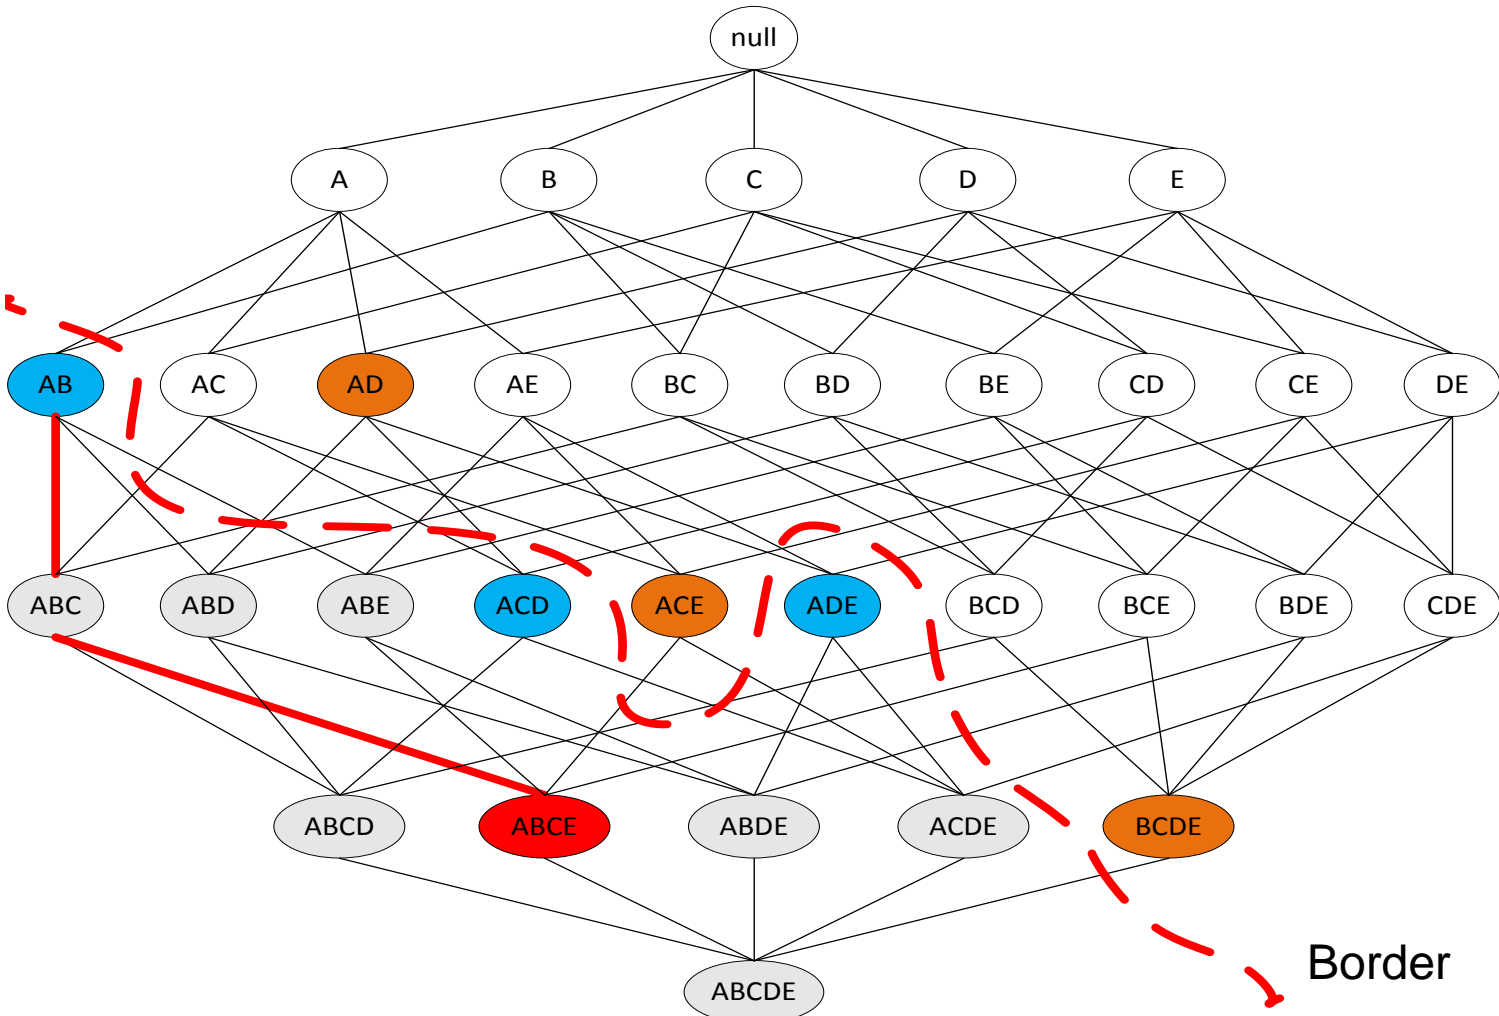 null
A B C D E
AB AC AD AE BC BD BE CD CE DE
ABC ABD ABE ACD ACE ADE BCD BCE BDE CDE
ABCD ABCE ABDE ACDE BCDE
Border
ABCDE